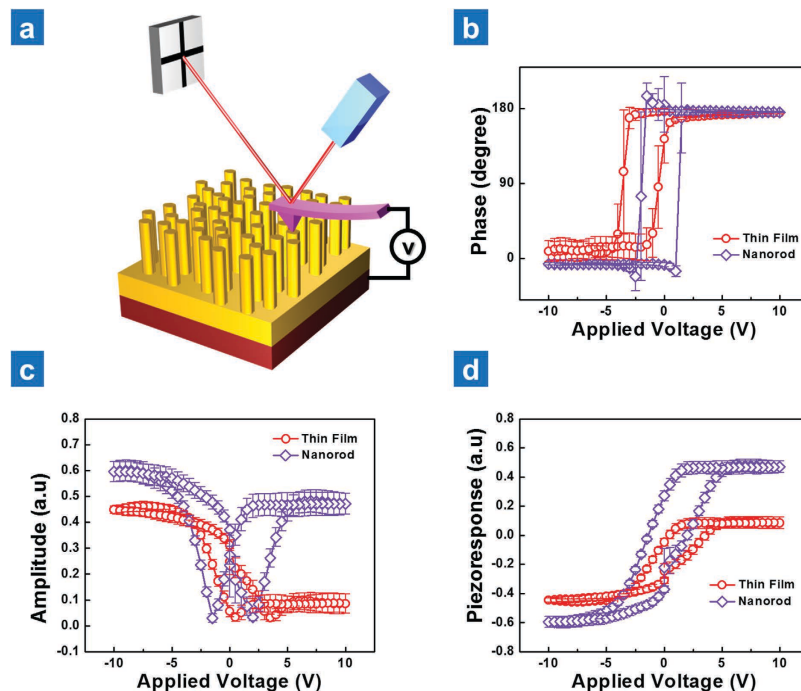 a
V
b
Phase (degree)
180
90
0
Thin Film
Nanorod
-10
-5
0
5
10
Applied Voltage (V)
c
Amplitude (a.u)
0.8
0.7
0.6
0.5
0.4
0.3
0.2
0.1
0.0
-0.1
Thin Film
Nanorod
-10
-5
0
5
10
Applied Voltage (V)
d
Piezoresponse (a.u)
0.8
0.6
0.4
0.2
0.0
-0.2
-0.4
-0.6
-0.8
Thin Film
Nanorod
-10
-5
0
5
10
Applied Voltage (V)